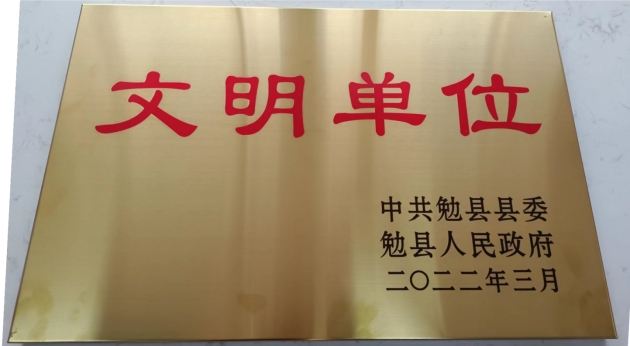 文明单位
中共勉县县委
勉县人民政府
二〇二二年三月